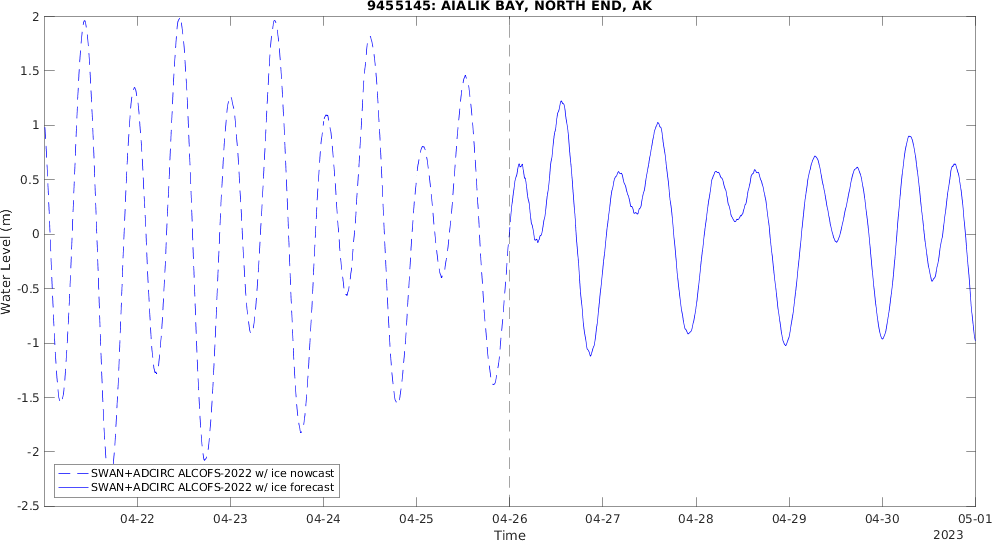 9455145: AIALIK BAY, NORTH END, AK
Water Level (m)
2
1.5
1
0.5
0
-0.5
-1
-1.5
-2
-2.5
SWAN+ADCIRC ALCOFS-2022 w/ ice nowcast
SWAN+ADCIRC ALCOFS-2022 w/ ice forecast
04-22 04-23 04-24 04-25 04-26 04-27 04-28 04-29 04-30 05-01
Time
2023